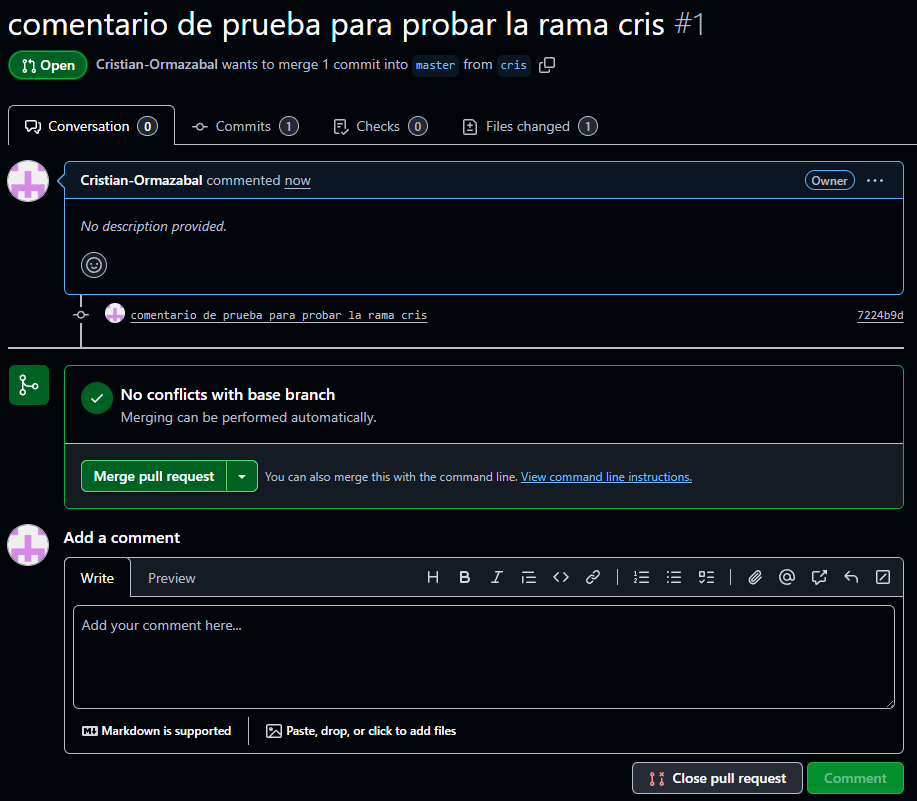 comentario de prueba para probar la rama cris #1
Open Cristian-Ormazabal wants to merge 1 commit into master from cris
Conversation 0 Commits 1 Checks 0 Files changed 1
Cristian-Ormazabal commented now Owner
No description provided.
comentario de prueba para probar la rama cris 7224b9d
No conflicts with base branch
Merging can be performed automatically.
Merge pull request You can also merge this with the command line. View command line instructions.
Add a comment
Write Preview
Add your comment here...
Markdown is supported Paste, drop, or click to add files
Close pull request Comment